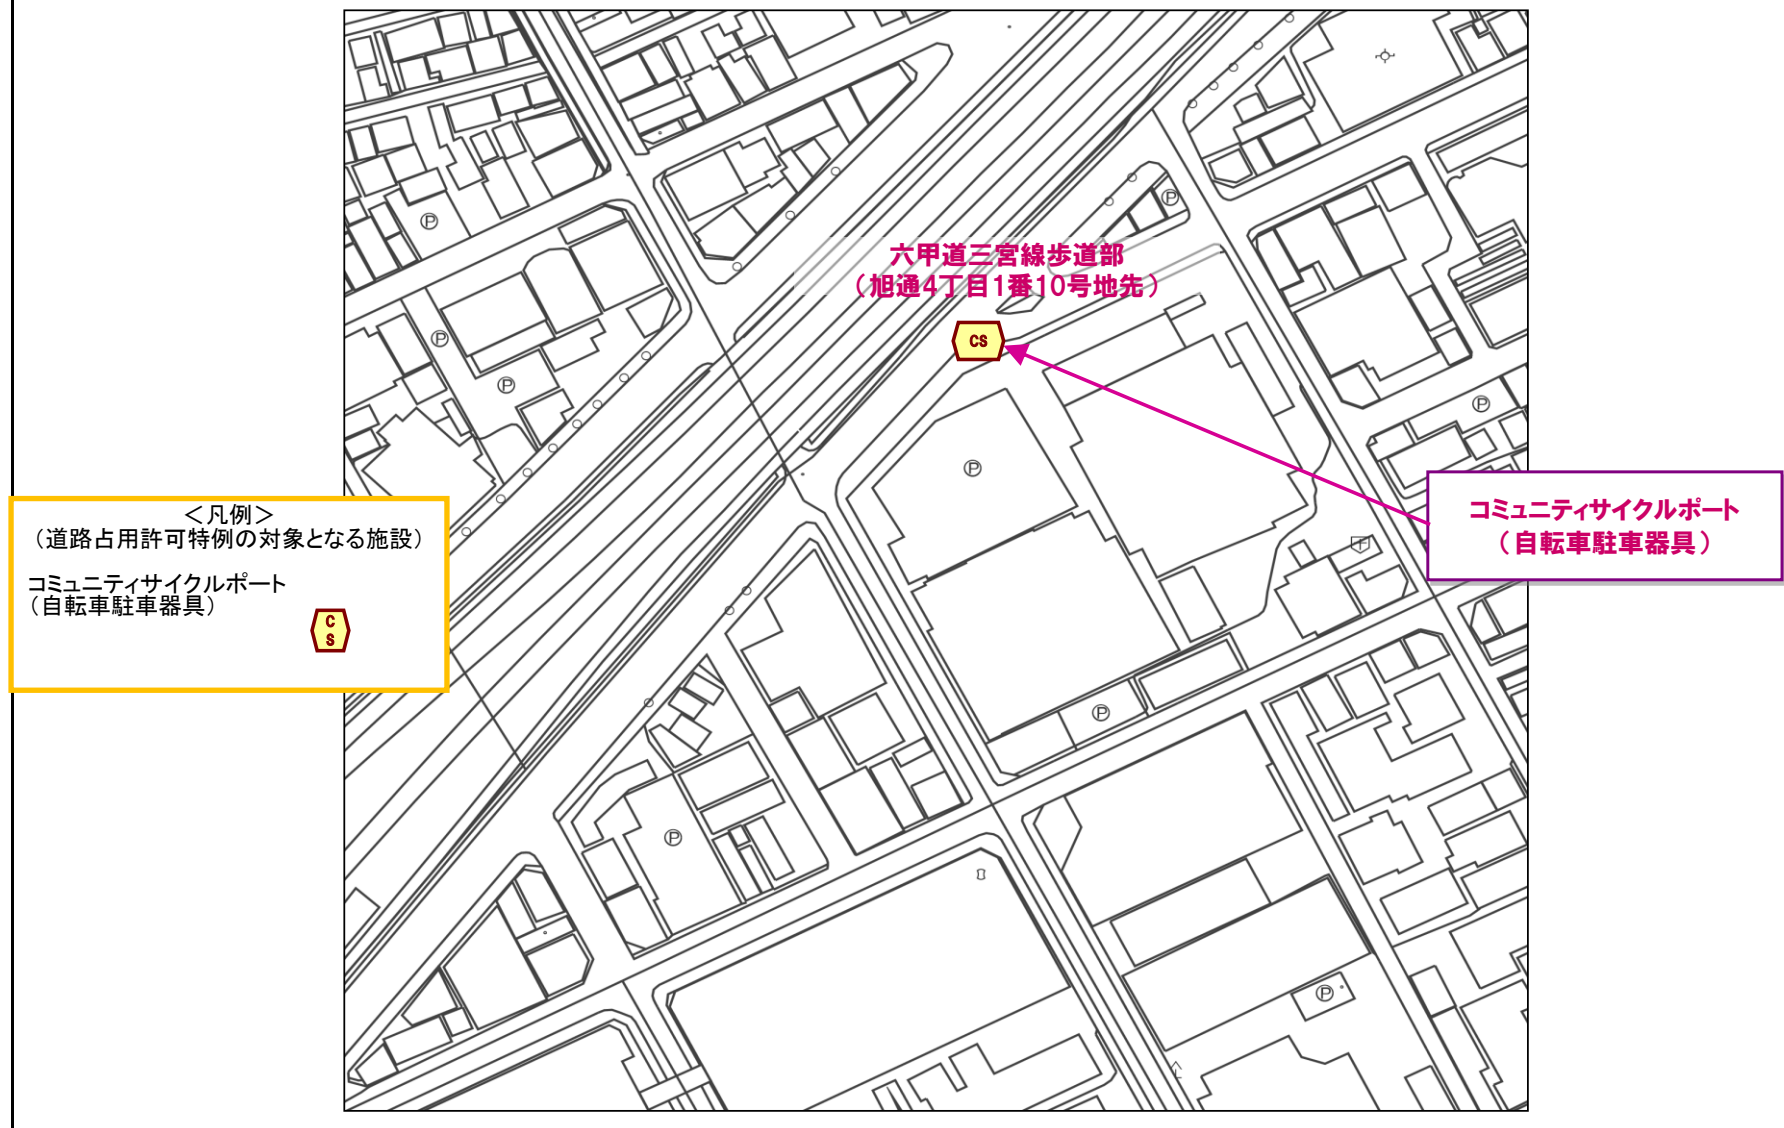 六甲道三宮線歩道部
（旭通4丁目1番10号地先）
CS
コミュニティサイクルポート
（自転車駐車器具）
＜凡例＞
（道路占用許可特例の対象となる施設）
コミュニティサイクルポート
（自転車駐車器具）
C
S
P
P
P
P
P
P
P
P
P